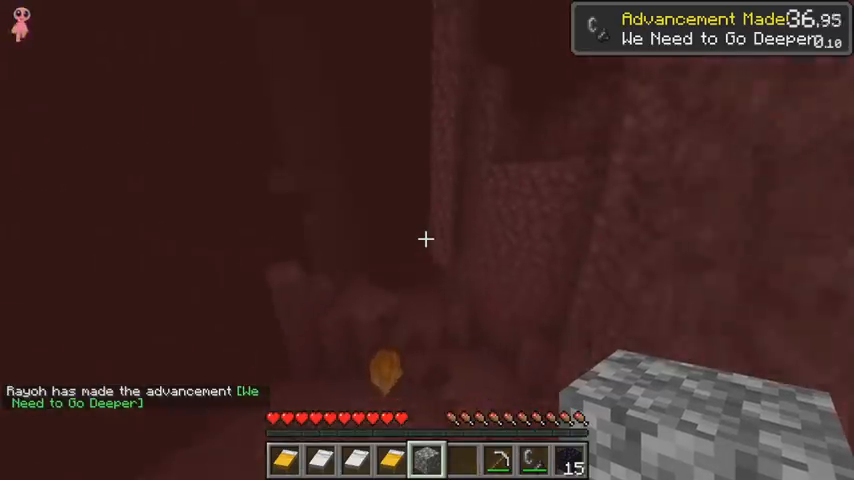 Advancement Made
36.95
We Need to Go Deeper
0.10
Rayoh has made the advancement [We
Need to Go Deeper]
15